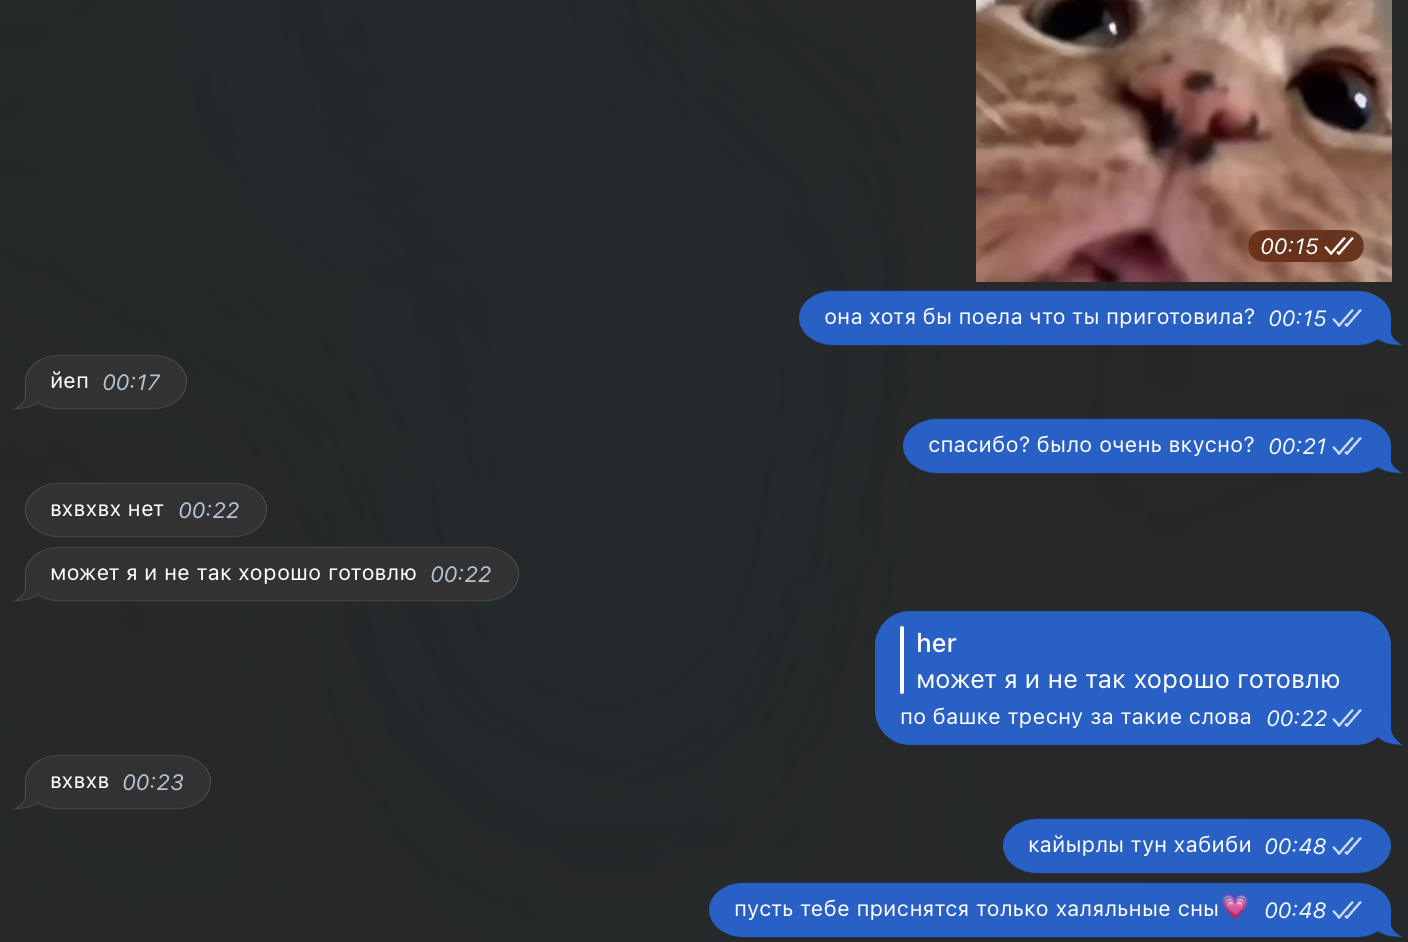 00:15
она хотя бы поела что ты приготовила? 00:15
йеп 00:17
спасибо? было очень вкусно? 00:21
вхвхвх нет 00:22
может я и не так хорошо готовлю 00:22
her
может я и не так хорошо готовлю
по башке тресну за такие слова 00:22
вхвхв 00:23
кайырлы тун хабиби 00:48
пусть тебе приснятся только халяльные сны💗 00:48